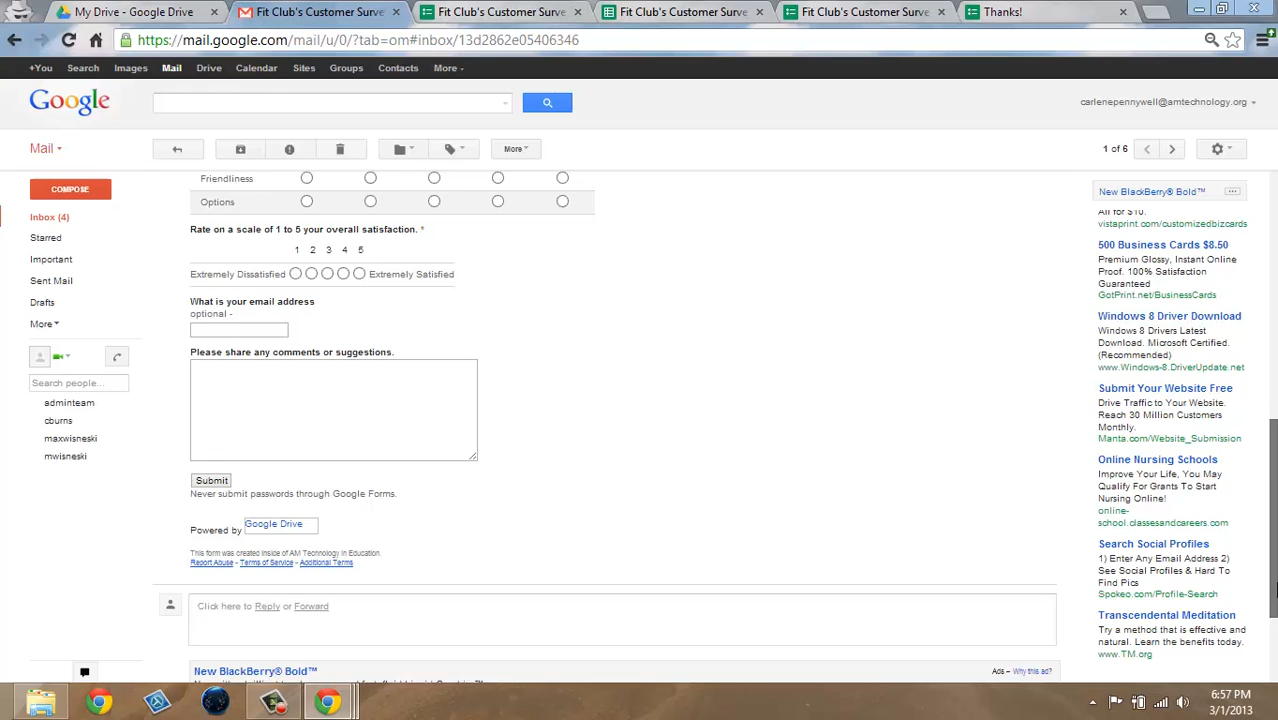 My Drive - Google Drive
Fit Club's Customer Surve
Fit Club's Customer Surve
Fit Club's Customer Surve
Fit Club's Customer Surve
Thanks!
https://mail.google.com/mail/u/0/?tab=om#inbox/13d2862e05406346
+You Search Images Mail Drive Calendar Sites Groups Contacts More
Google
carlenepennywell@amtechnology.org
Mail
More
1 of 6
COMPOSE
Inbox (4)
Starred
Important
Sent Mail
Drafts
More
Search people...
adminteam
cburns
maxwisneski
mwisneski
Friendliness
Options
Rate on a scale of 1 to 5 your overall satisfaction. *
1 2 3 4 5
Extremely Dissatisfied Extremely Satisfied
What is your email address
optional -
Please share any comments or suggestions.
Submit
Never submit passwords through Google Forms.
Powered by Google Drive
This form was created inside of AM Technology in Education.
Report Abuse - Terms of Service - Additional Terms
Click here to Reply or Forward
New BlackBerry® Bold™
Ads – Why this ad?
New BlackBerry® Bold™
All for $10.
vistaprint.com/customizedbizcards
500 Business Cards $8.50
Premium Glossy, Instant Online
Proof. 100% Satisfaction
Guaranteed
GotPrint.net/BusinessCards
Windows 8 Driver Download
Windows 8 Drivers Latest
Download. Microsoft Certified.
(Recommended)
www.Windows-8.DriverUpdate.net
Submit Your Website Free
Drive Traffic to Your Website.
Reach 30 Million Customers
Monthly.
Manta.com/Website_Submission
Online Nursing Schools
Improve Your Life, You May
Qualify For Grants To Start
Nursing Online!
online-
school.classesandcareers.com
Search Social Profiles
1) Enter Any Email Address 2)
See Social Profiles & Hard To
Find Pics
Spokeo.com/Profile-Search
Transcendental Meditation
Try a method that is effective and
natural. Learn the benefits today.
www.TM.org
6:57 PM
3/1/2013